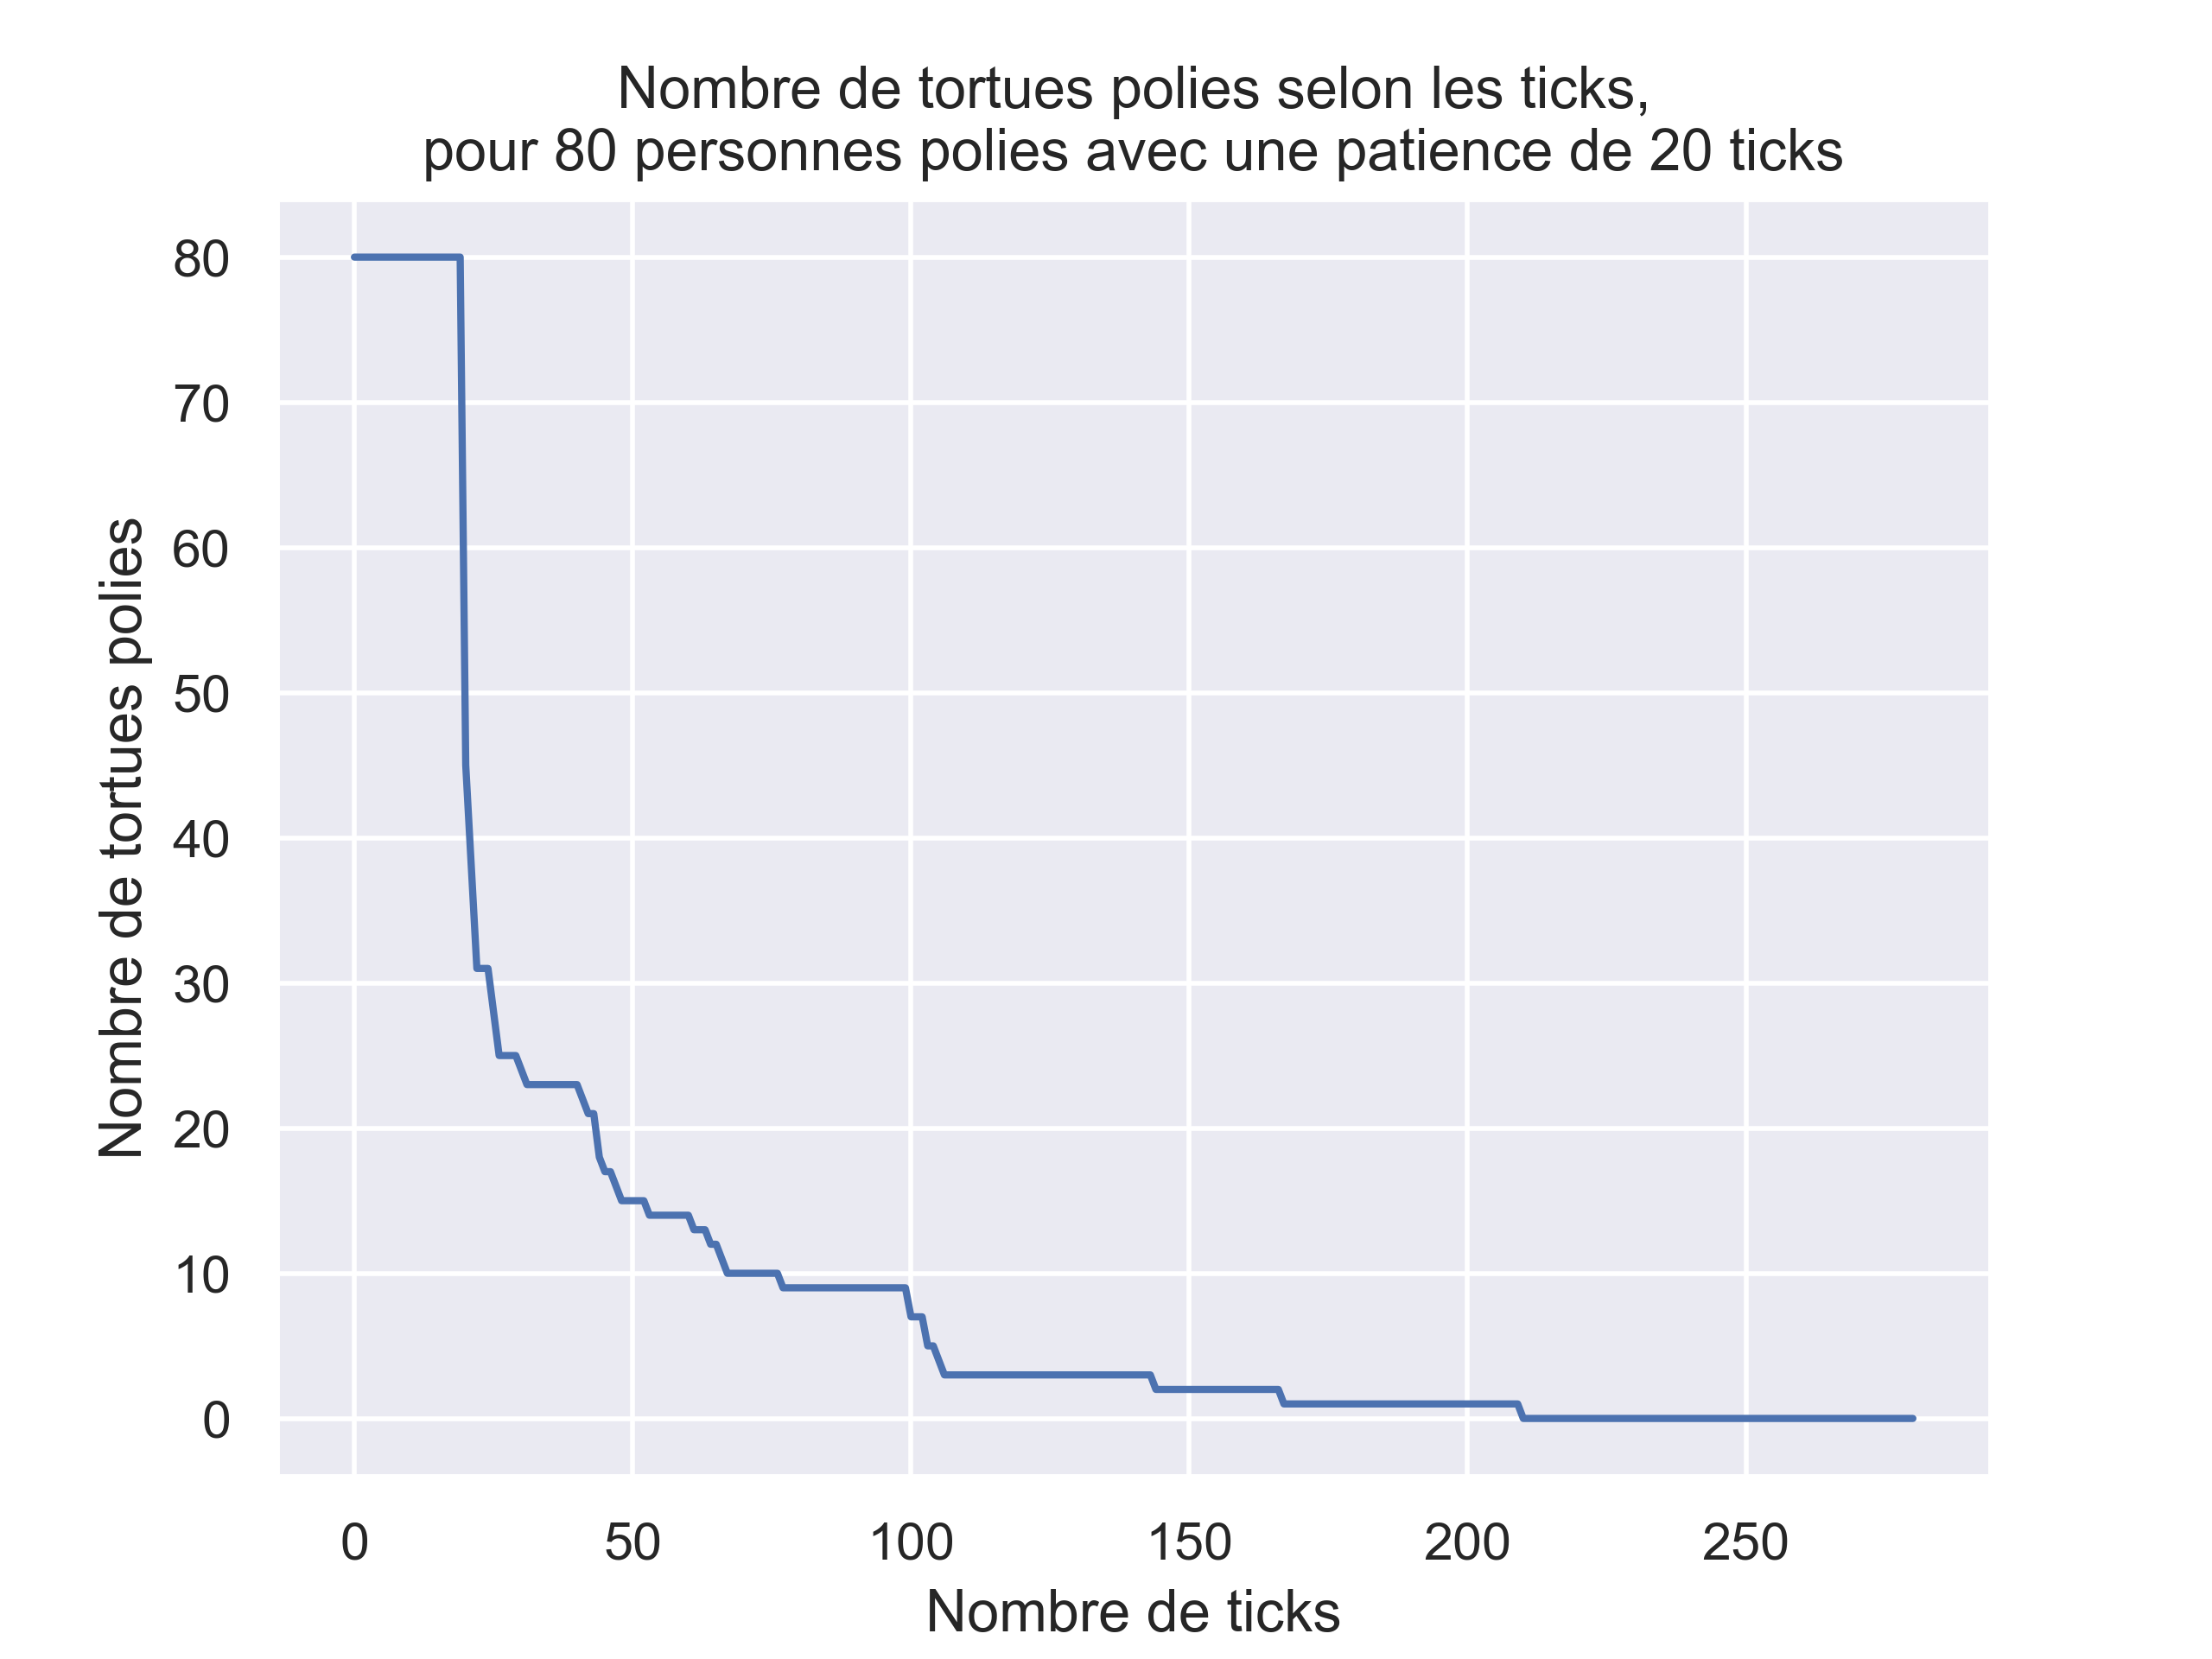 Nombre de tortues polies selon les ticks,
pour 80 personnes polies avec une patience de 20 ticks
Nombre de tortues polies
80
70
60
50
40
30
20
10
0
0 50 100 150 200 250
Nombre de ticks